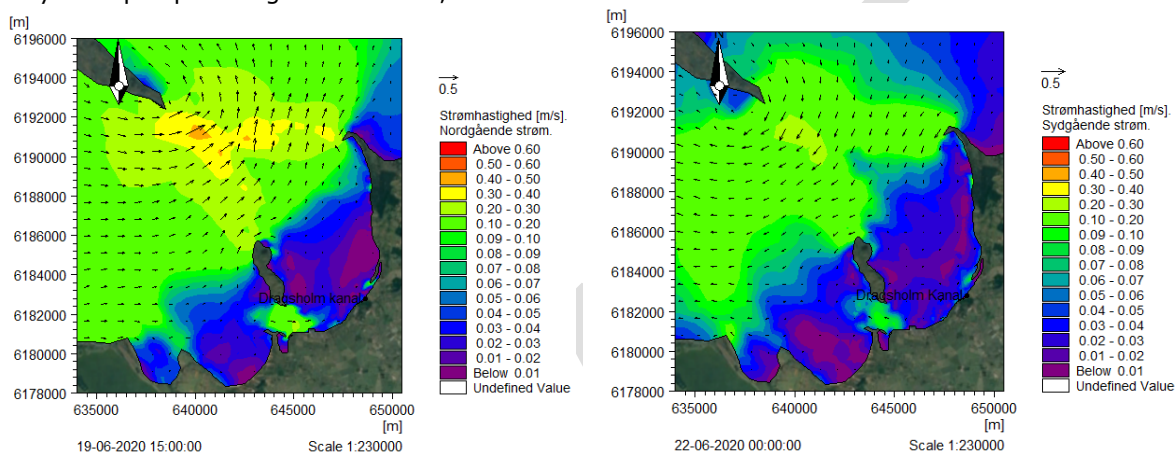 [m]
6196000
6194000
6192000
6190000
6188000
6186000
6184000
6182000
6180000
6178000
Dragsholm kanal
635000 640000 645000 650000
[m]
19-06-2020 15:00:00 Scale 1:230000
0.5
Strømhastighed [m/s].
Nordgående strøm.
Above 0.60
0.50 - 0.60
0.40 - 0.50
0.30 - 0.40
0.20 - 0.30
0.10 - 0.20
0.09 - 0.10
0.08 - 0.09
0.07 - 0.08
0.06 - 0.07
0.05 - 0.06
0.04 - 0.05
0.03 - 0.04
0.02 - 0.03
0.01 - 0.02
Below 0.01
Undefined Value
[m]
6196000
6194000
6192000
6190000
6188000
6186000
6184000
6182000
6180000
6178000
Dragsholm Kanal
635000 640000 645000 650000
[m]
22-06-2020 00:00:00 Scale 1:230000
0.5
Strømhastighed [m/s].
Sydgående strøm.
Above 0.60
0.50 - 0.60
0.40 - 0.50
0.30 - 0.40
0.20 - 0.30
0.10 - 0.20
0.09 - 0.10
0.08 - 0.09
0.07 - 0.08
0.06 - 0.07
0.05 - 0.06
0.04 - 0.05
0.03 - 0.04
0.02 - 0.03
0.01 - 0.02
Below 0.01
Undefined Value